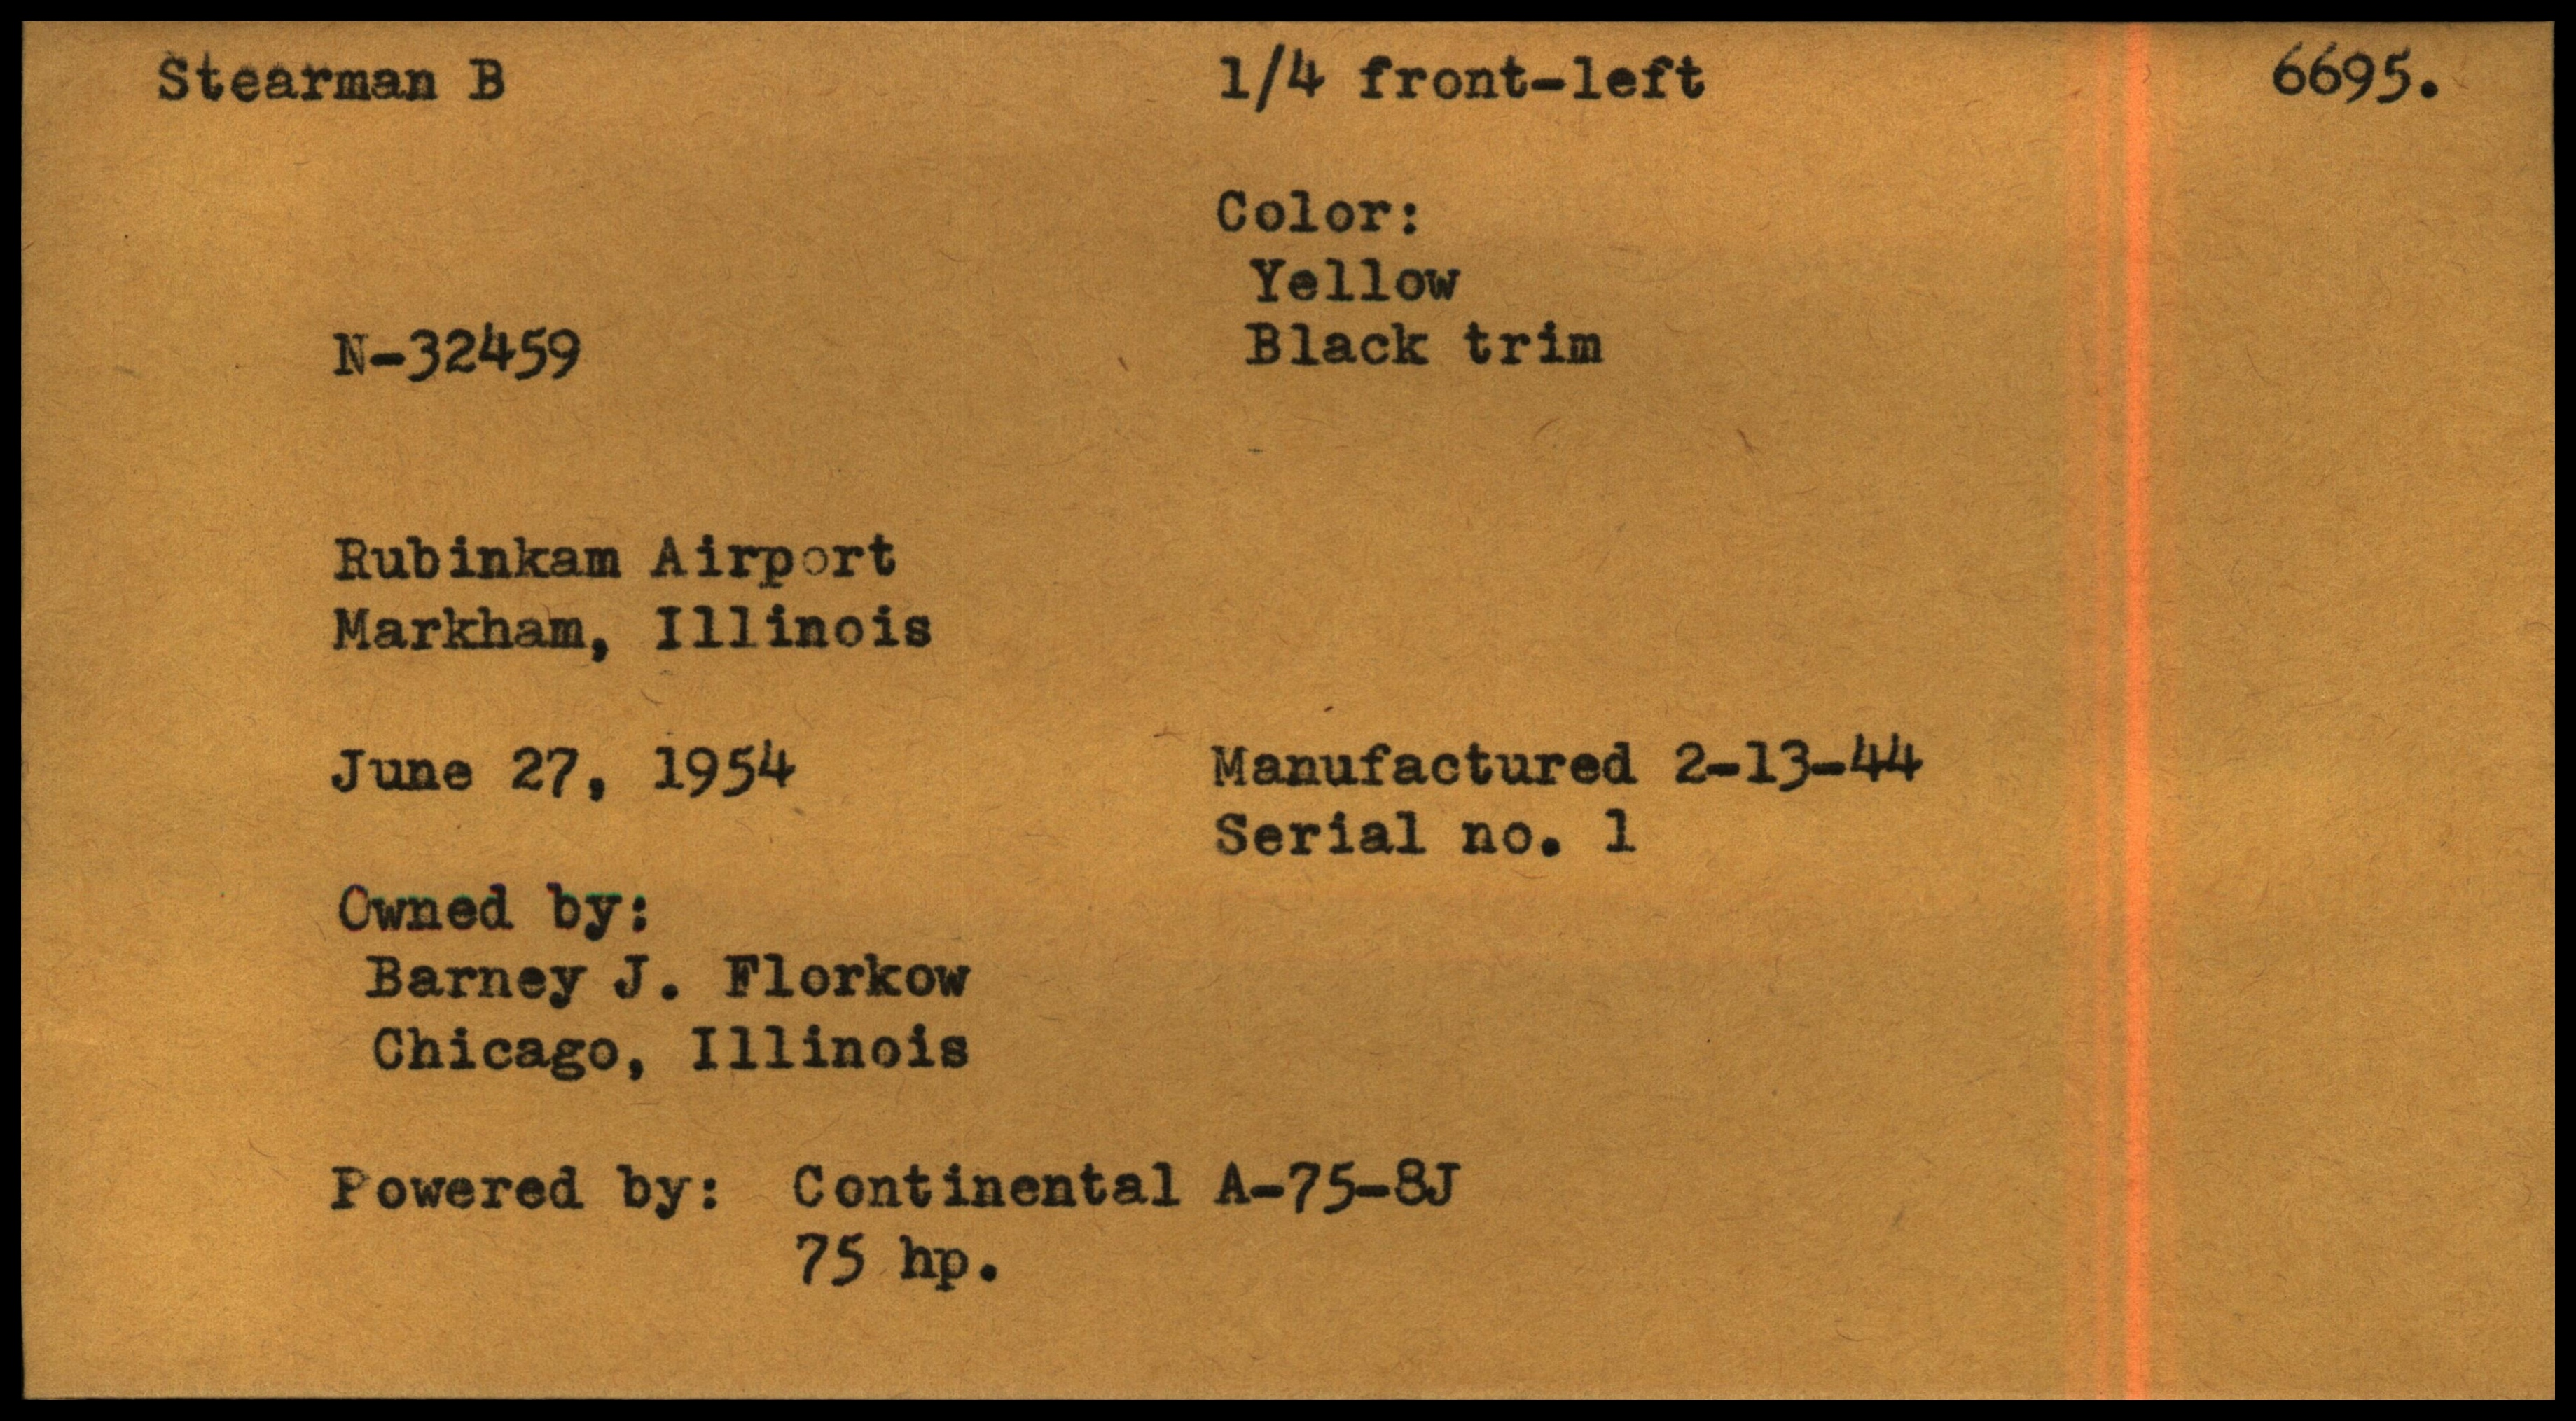 Stearman B
1/4 front-left
6695.
Color:
Yellow
Black trim
N-32459
Rubinkam Airport
Markham, Illinois
June 27, 1954
Manufactured 2-13-44
Serial no. 1
Owned by:
Barney J. Florkow
Chicago, Illinois
Powered by: Continental A-75-8J
75 hp.